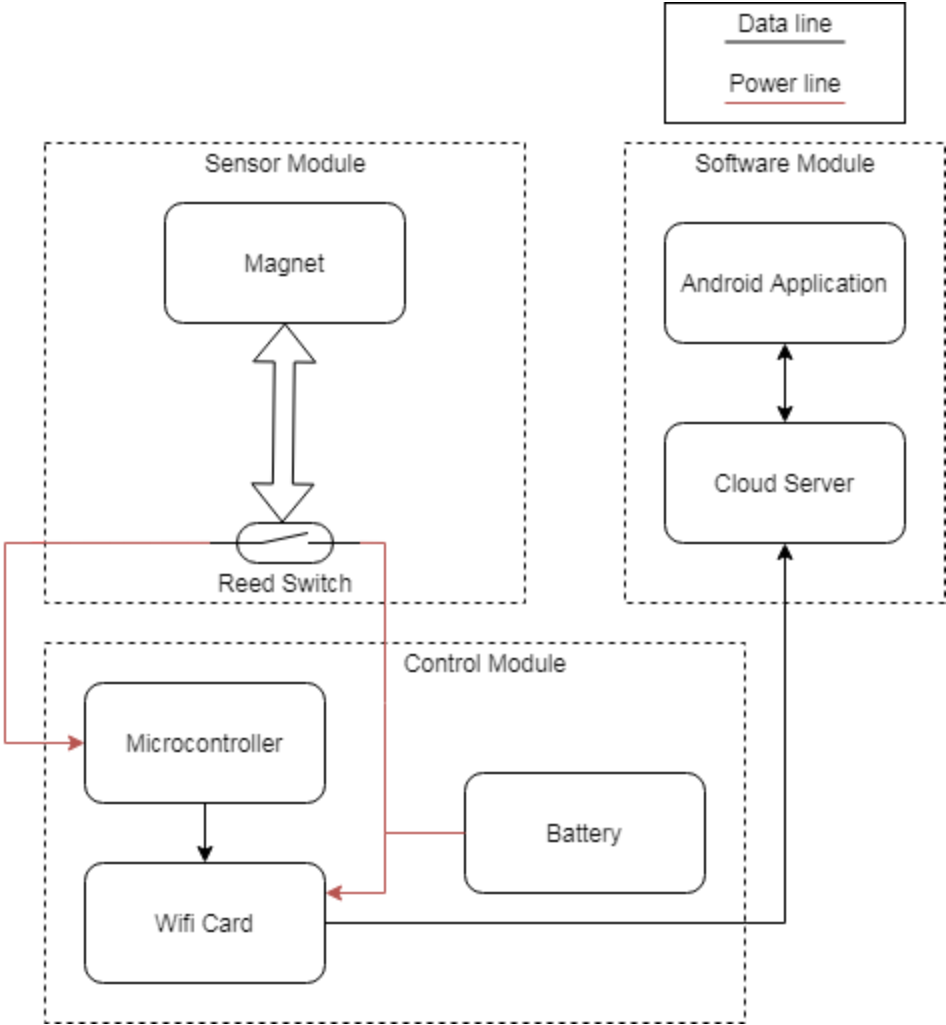 Data line
Power line
Sensor Module
Software Module
Magnet
Android Application
Cloud Server
Reed Switch
Control Module
Microcontroller
Battery
Wifi Card